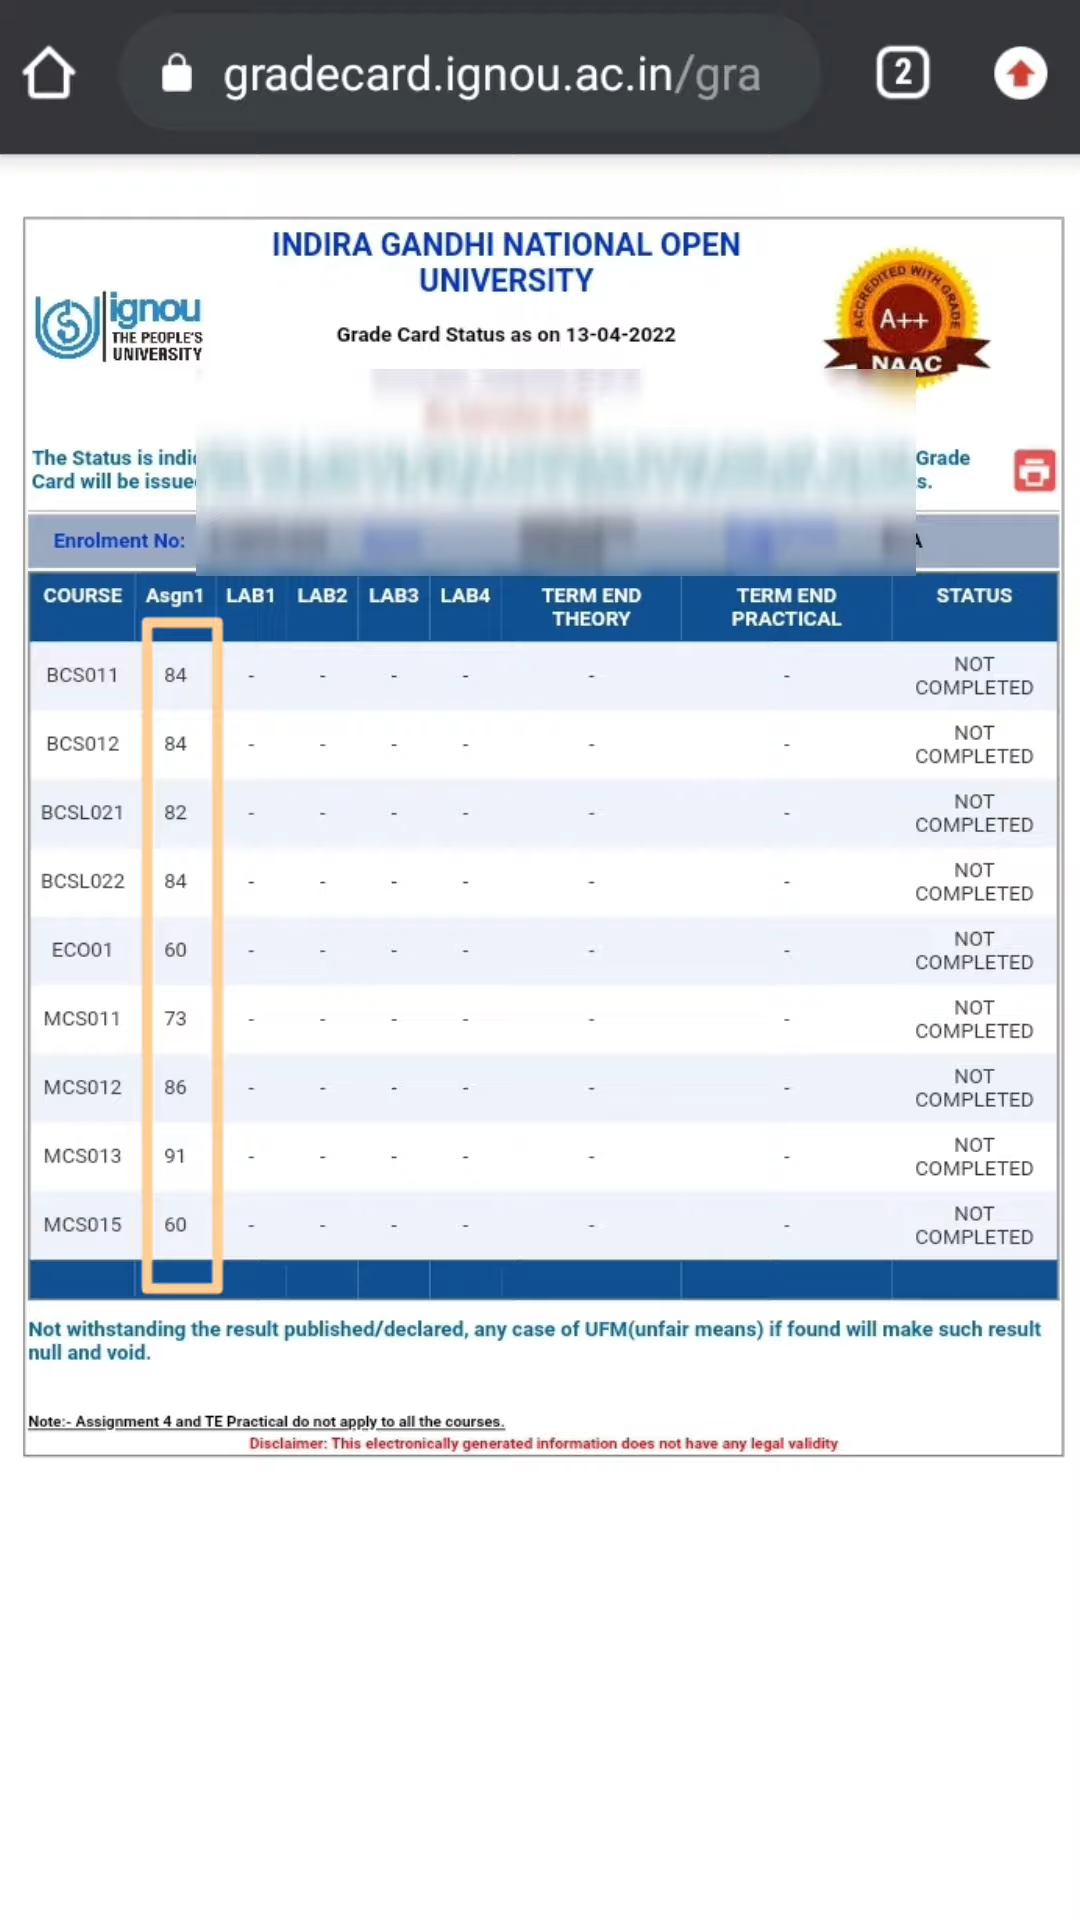 gradecard.ignou.ac.in/gra
2
INDIRA GANDHI NATIONAL OPEN
UNIVERSITY
ignou
THE PEOPLE'S
UNIVERSITY
Grade Card Status as on 13-04-2022
ACCREDITED WITH GRADE
A++
NAAC
The Status is Grade
Card will be s.
Enrolment No: A
COURSE Asgn1 LAB1 LAB2 LAB3 LAB4 TERM END THEORY TERM END PRACTICAL STATUS
BCS011 84 - - - - - - NOT COMPLETED
BCS012 84 - - - - - - NOT COMPLETED
BCSL021 82 - - - - - - NOT COMPLETED
BCSL022 84 - - - - - - NOT COMPLETED
ECO01 60 - - - - - - NOT COMPLETED
MCS011 73 - - - - - - NOT COMPLETED
MCS012 86 - - - - - - NOT COMPLETED
MCS013 91 - - - - - - NOT COMPLETED
MCS015 60 - - - - - - NOT COMPLETED
Not withstanding the result published/declared, any case of UFM(unfair means) if found will make such result
null and void.
Note:- Assignment 4 and TE Practical do not apply to all the courses.
Disclaimer: This electronically generated information does not have any legal validity